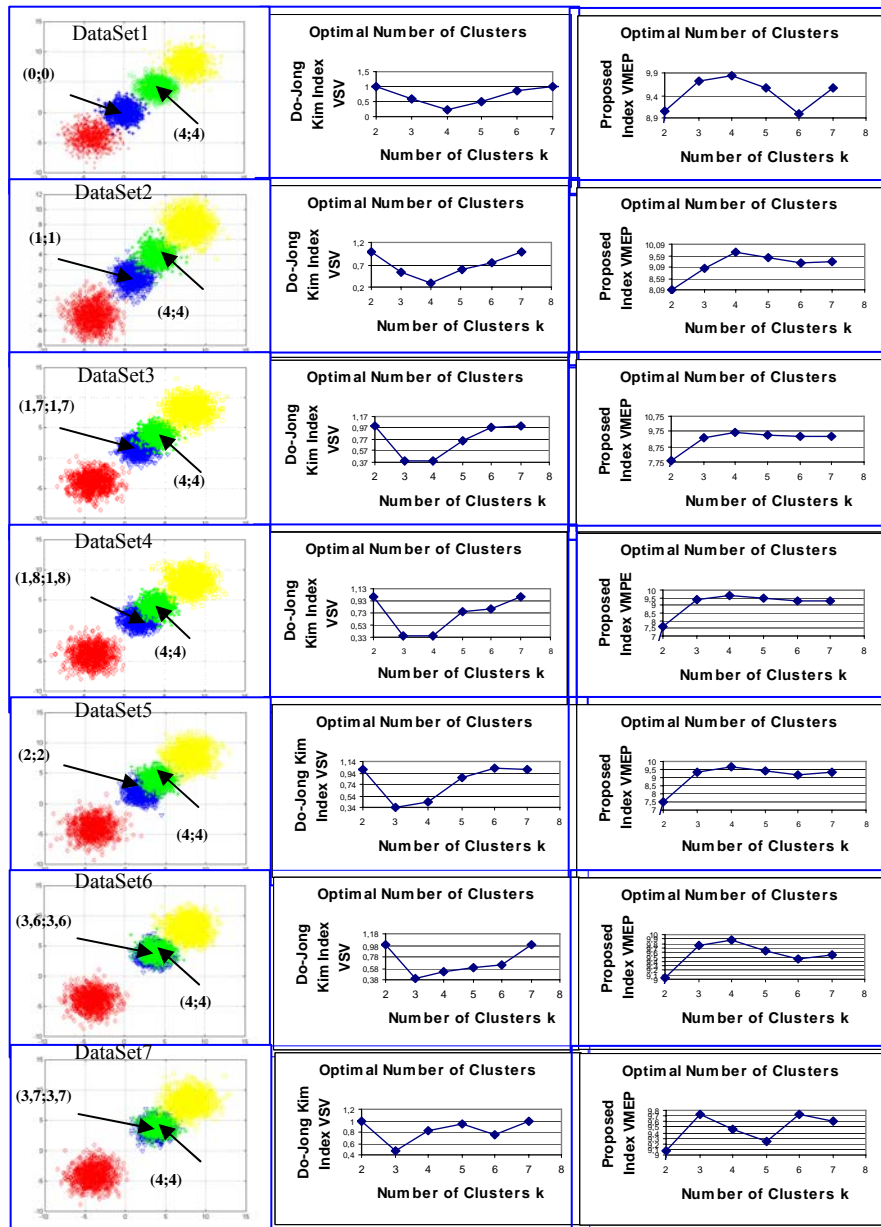 DataSet1
(0;0)
(4;4)
Optimal Number of Clusters
Do-Jong
Kim Index
VSV
1,5
1
0,5
0
2 3 4 5 6 7
Number of Clusters k
Optimal Number of Clusters
Proposed
Index VMEP
9,9
9,4
8,9
2 3 4 5 6 7 8
Number of Clusters k
DataSet2
(1;1)
(4;4)
Optimal Number of Clusters
Do-Jong
Kim Index
VSV
1,2
0,7
0,2
2 3 4 5 6 7 8
Number of Clusters k
Optimal Number of Clusters
Proposed
Index VMEP
10,09
9,59
9,09
8,59
8,09
2 3 4 5 6 7 8
Number of Clusters k
DataSet3
(1,7;1,7)
(4;4)
Optimal Number of Clusters
Do-Jong
Kim Index
VSV
1,17
0,97
0,77
0,57
0,37
2 3 4 5 6 7 8
Number of Clusters k
Optimal Number of Clusters
Proposed
Index VMEP
10,75
9,75
8,75
7,75
2 3 4 5 6 7 8
Number of Clusters k
DataSet4
(1,8;1,8)
(4;4)
Optimal Number of Clusters
Do-Jong
Kim Index
VSV
1,13
0,93
0,73
0,53
0,33
2 3 4 5 6 7 8
Number of Clusters k
Optimal Number of Clusters
Proposed
Index VMPE
10
9,5
9
8,5
8
7,5
7
2 3 4 5 6 7 8
Number of Clusters k
DataSet5
(2;2)
(4;4)
Optimal Number of Clusters
Do-Jong Kim
Index VSV
1,14
0,94
0,74
0,54
0,34
2 3 4 5 6 7 8
Number of Clusters k
Optimal Number of Clusters
Proposed
Index VMEP
10
9,5
9
8,5
8
7,5
7
2 3 4 5 6 7 8
Number of Clusters k
DataSet6
(3,6;3,6)
(4;4)
Optimal Number of Clusters
Do-Jong
Kim Index
VSV
1,18
0,98
0,78
0,58
0,38
2 3 4 5 6 7 8
Number of Clusters k
Optimal Number of Clusters
Proposed
Index VMEP
2 3 4 5 6 7 8
Number of Clusters k
DataSet7
(3,7;3,7)
(4;4)
Optimal Number of Clusters
Do-Jong Kim
Index VSV
1,2
1
0,8
0,6
0,4
2 3 4 5 6 7 8
Number of Clusters k
Optimal Number of Clusters
Proposed
Index VMEP
9,8
9,7
9,6
9,5
9,4
9,3
9,2
9,1
9
2 3 4 5 6 7 8
Number of Clusters k